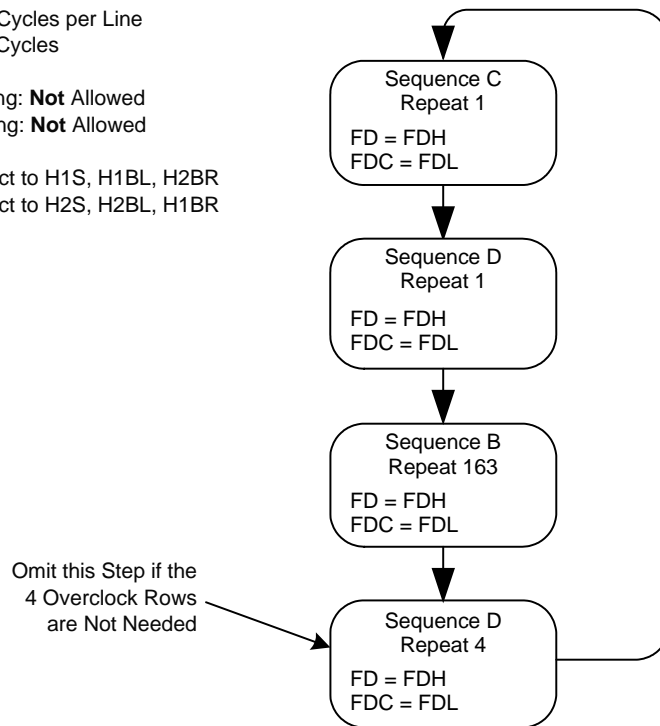 Cycles per Line
Cycles
ng: Not Allowed
ng: Not Allowed
ct to H1S, H1BL, H2BR
ct to H2S, H2BL, H1BR
Sequence C
Repeat 1
FD = FDH
FDC = FDL
Sequence D
Repeat 1
FD = FDH
FDC = FDL
Sequence B
Repeat 163
FD = FDH
FDC = FDL
Omit this Step if the
4 Overclock Rows
are Not Needed
Sequence D
Repeat 4
FD = FDH
FDC = FDL